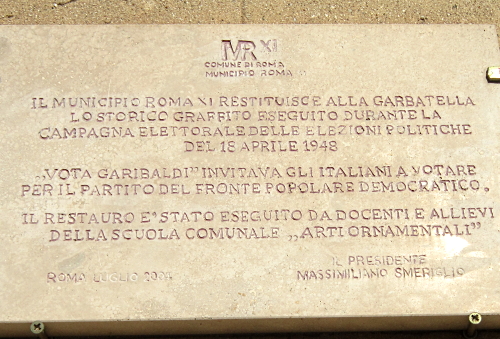 MR XI
COMUNE DI ROMA
MUNICIPIO ROMA XI
IL MUNICIPIO ROMA XI RESTITUISCE ALLA GARBATELLA
LO STORICO GRAFFITO ESEGUITO DURANTE LA
CAMPAGNA ELETTORALE DELLE ELEZIONI POLITICHE
DEL 18 APRILE 1948
„VOTA GARIBALDI” INVITAVA GLI ITALIANI A VOTARE
PER IL PARTITO DEL FRONTE POPOLARE DEMOCRATICO.
IL RESTAURO E' STATO ESEGUITO DA DOCENTI E ALLIEVI
DELLA SCUOLA COMUNALE „ARTI ORNAMENTALI”
ROMA LUGLIO 2004
IL PRESIDENTE
MASSIMILIANO SMERIGLIO